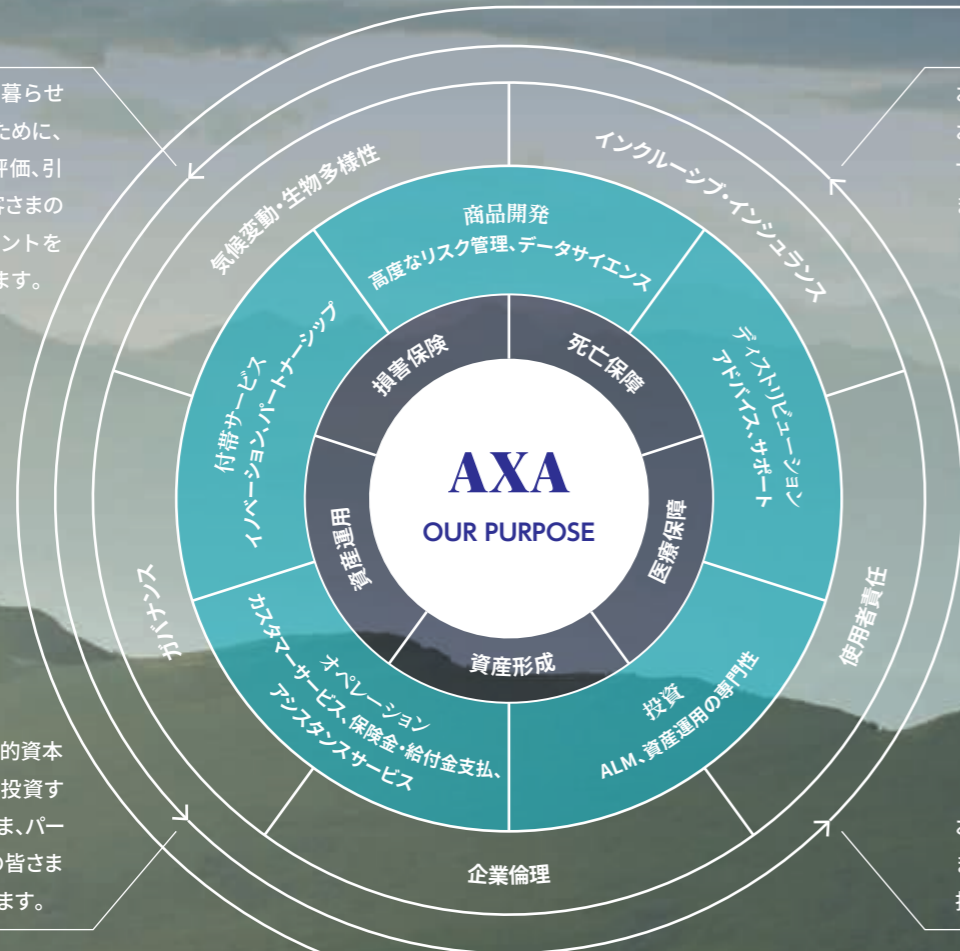 暮らせ
ために、
評価、引
客さまの
ントを
ます。
気候変動・生物多様性
インクルーシブ・インシュランス
商品開発
高度なリスク管理、データサイエンス
付帯サービス
イノベーション、パートナーシップ
ディストリビューション
アドバイス、サポート
損害保険
死亡保障
AXA
OUR PURPOSE
資産運用
医療保障
資産形成
ガバナンス
使用者責任
オペレーション
カスタマーサービス、保険金・給付金支払、
アシスタンスサービス
投資
ALM、資産運用の専門性
企業倫理
的資本
投資す
ま、パー
の皆さま
ます。